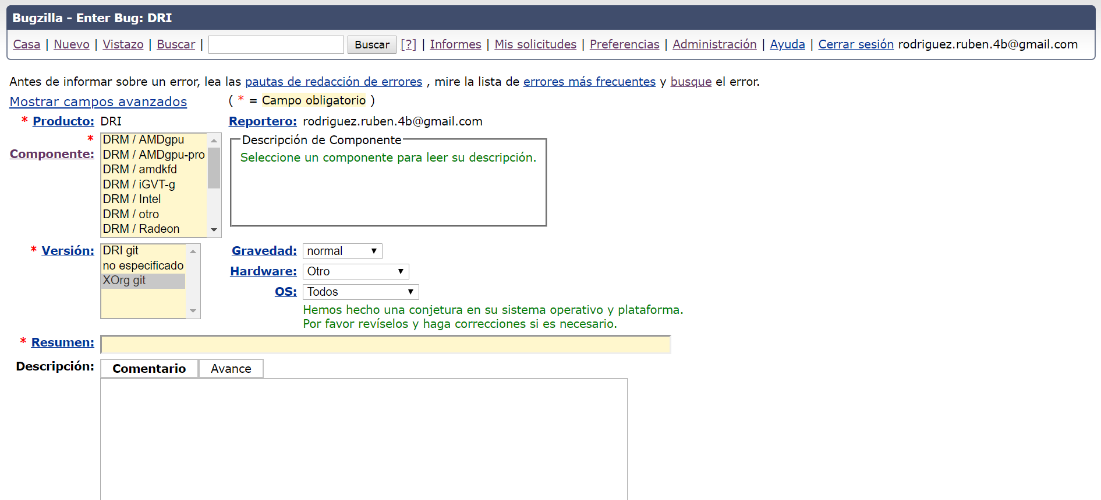 Bugzilla - Enter Bug: DRI
Casa | Nuevo | Vistazo | Buscar | Buscar [?] | Informes | Mis solicitudes | Preferencias | Administración | Ayuda | Cerrar sesión rodriguez.ruben.4b@gmail.com
Antes de informar sobre un error, lea las pautas de redacción de errores , mire la lista de errores más frecuentes y busque el error.
Mostrar campos avanzados ( * = Campo obligatorio )
* Producto: DRI Reportero: rodriguez.ruben.4b@gmail.com
* Componente:
DRM / AMDgpu
DRM / AMDgpu-pro
DRM / amdkfd
DRM / iGVT-g
DRM / Intel
DRM / otro
DRM / Radeon
Descripción de Componente
Seleccione un componente para leer su descripción.
* Versión:
DRI git
no especificado
XOrg git
Gravedad: normal
Hardware: Otro
OS: Todos
Hemos hecho una conjetura en su sistema operativo y plataforma.
Por favor revíselos y haga correcciones si es necesario.
* Resumen:
Descripción: Comentario Avance